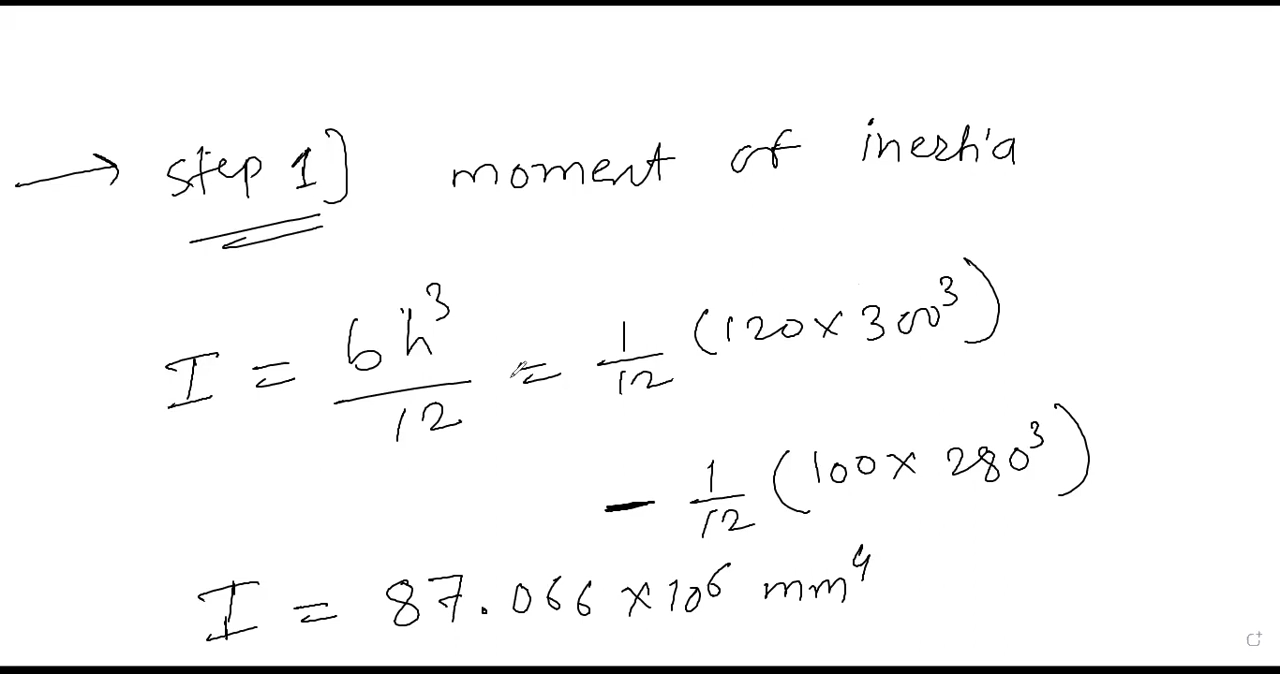 → step 1] moment of inertia
I = bh³/12 = 1/12 (120 × 300³)
- 1/12 (100 × 280³)
I = 87.066 × 10⁶ mm⁴